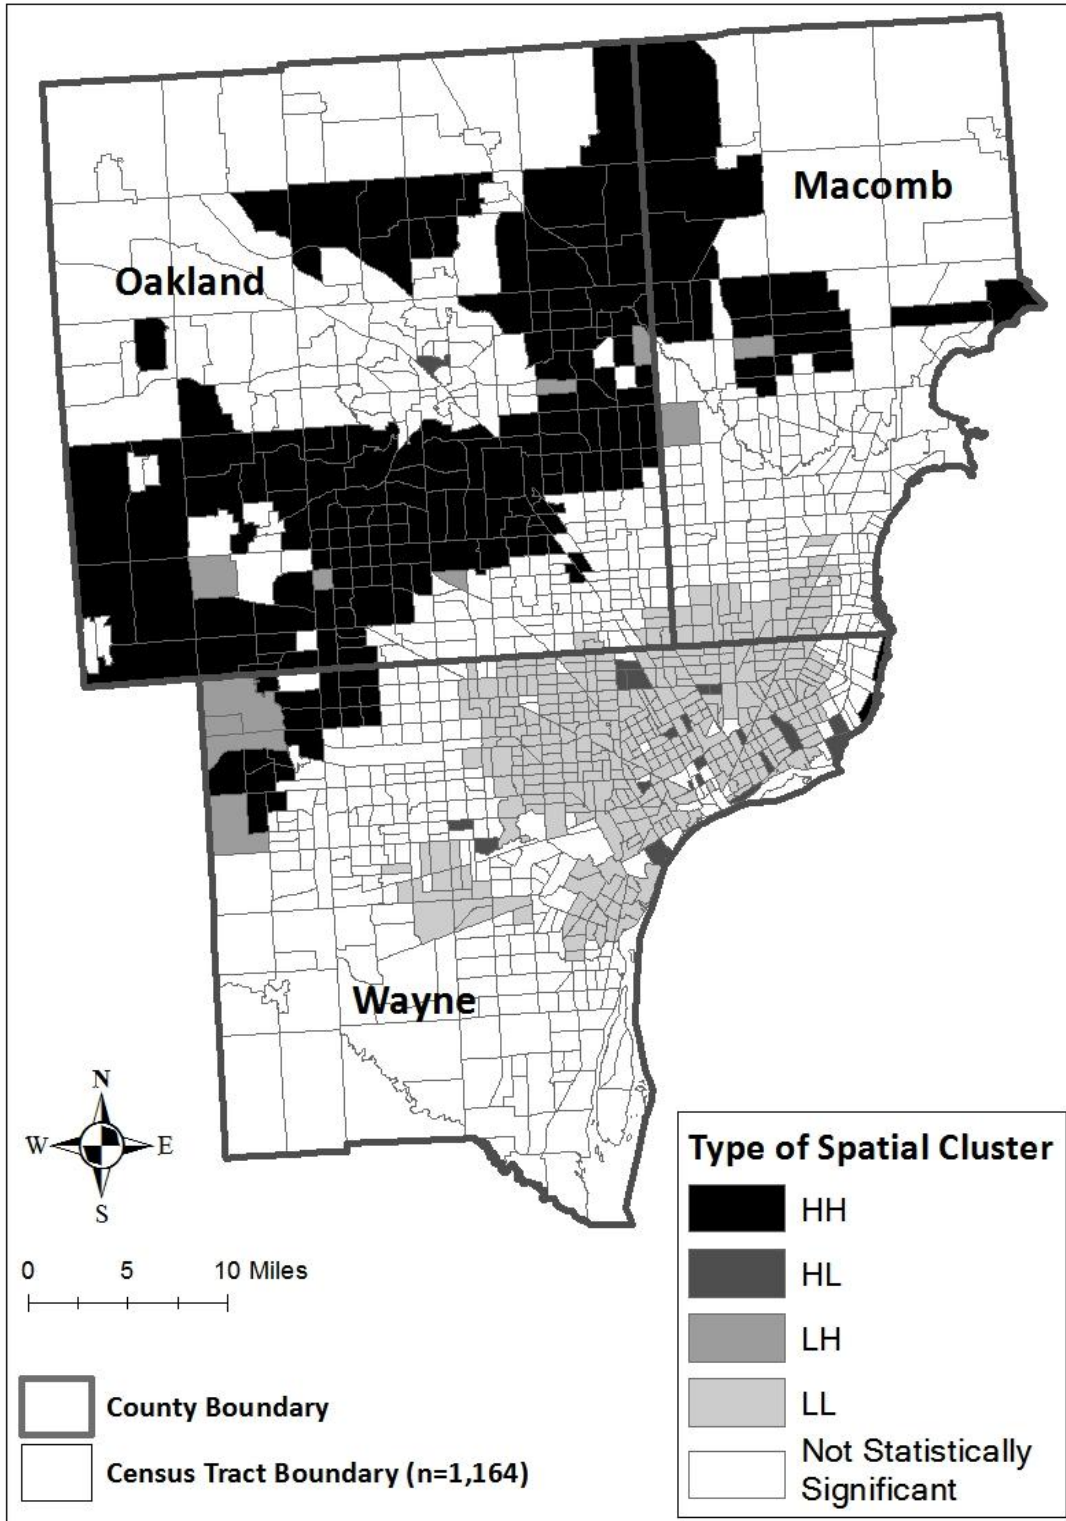 Macomb
Oakland
Wayne
N
W E
S
0 5 10 Miles
County Boundary
Census Tract Boundary (n=1,164)
Type of Spatial Cluster
HH
HL
LH
LL
Not Statistically
Significant